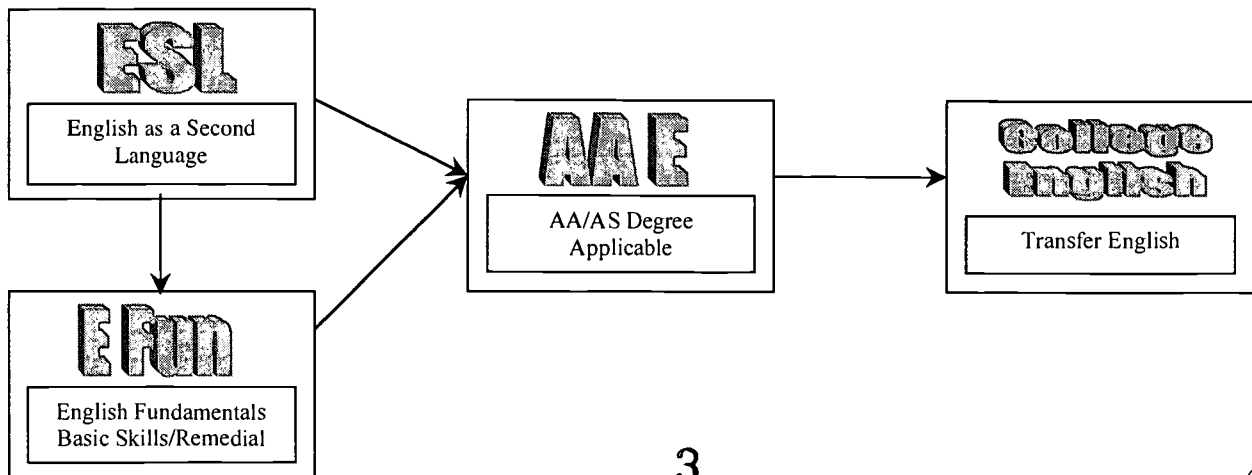 ESL
English as a Second
Language
E Fun
English Fundamentals
Basic Skills/Remedial
AA E
AA/AS Degree
Applicable
College
English
Transfer English
3